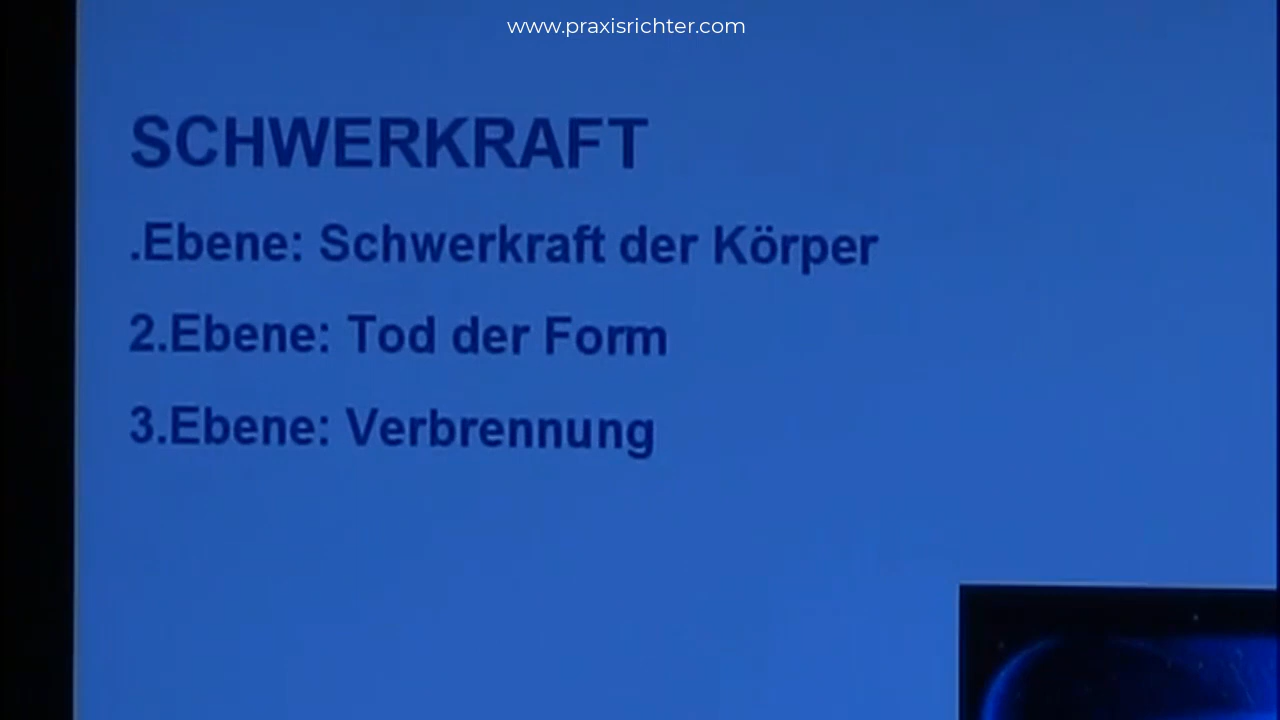 www.praxisrichter.com
SCHWERKRAFT
.Ebene: Schwerkraft der Körper
2.Ebene: Tod der Form
3.Ebene: Verbrennung